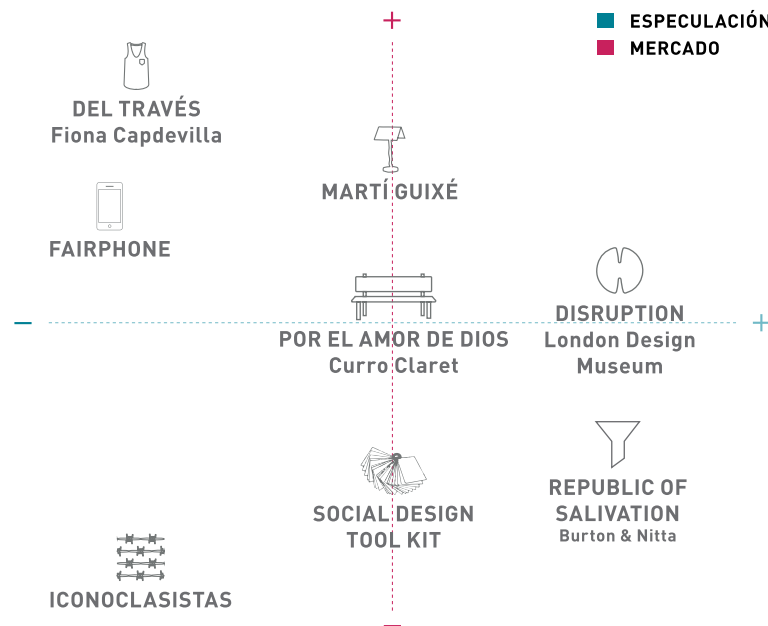 ESPECULACIÓN
MERCADO
DEL TRAVÉS
Fiona Capdevilla
MARTÍ GUIXÉ
FAIRPHONE
DISRUPTION
London Design
Museum
POR EL AMOR DE DIOS
Curro Claret
REPUBLIC OF
SALIVATION
Burton & Nitta
SOCIAL DESIGN
TOOL KIT
ICONOCLASISTAS